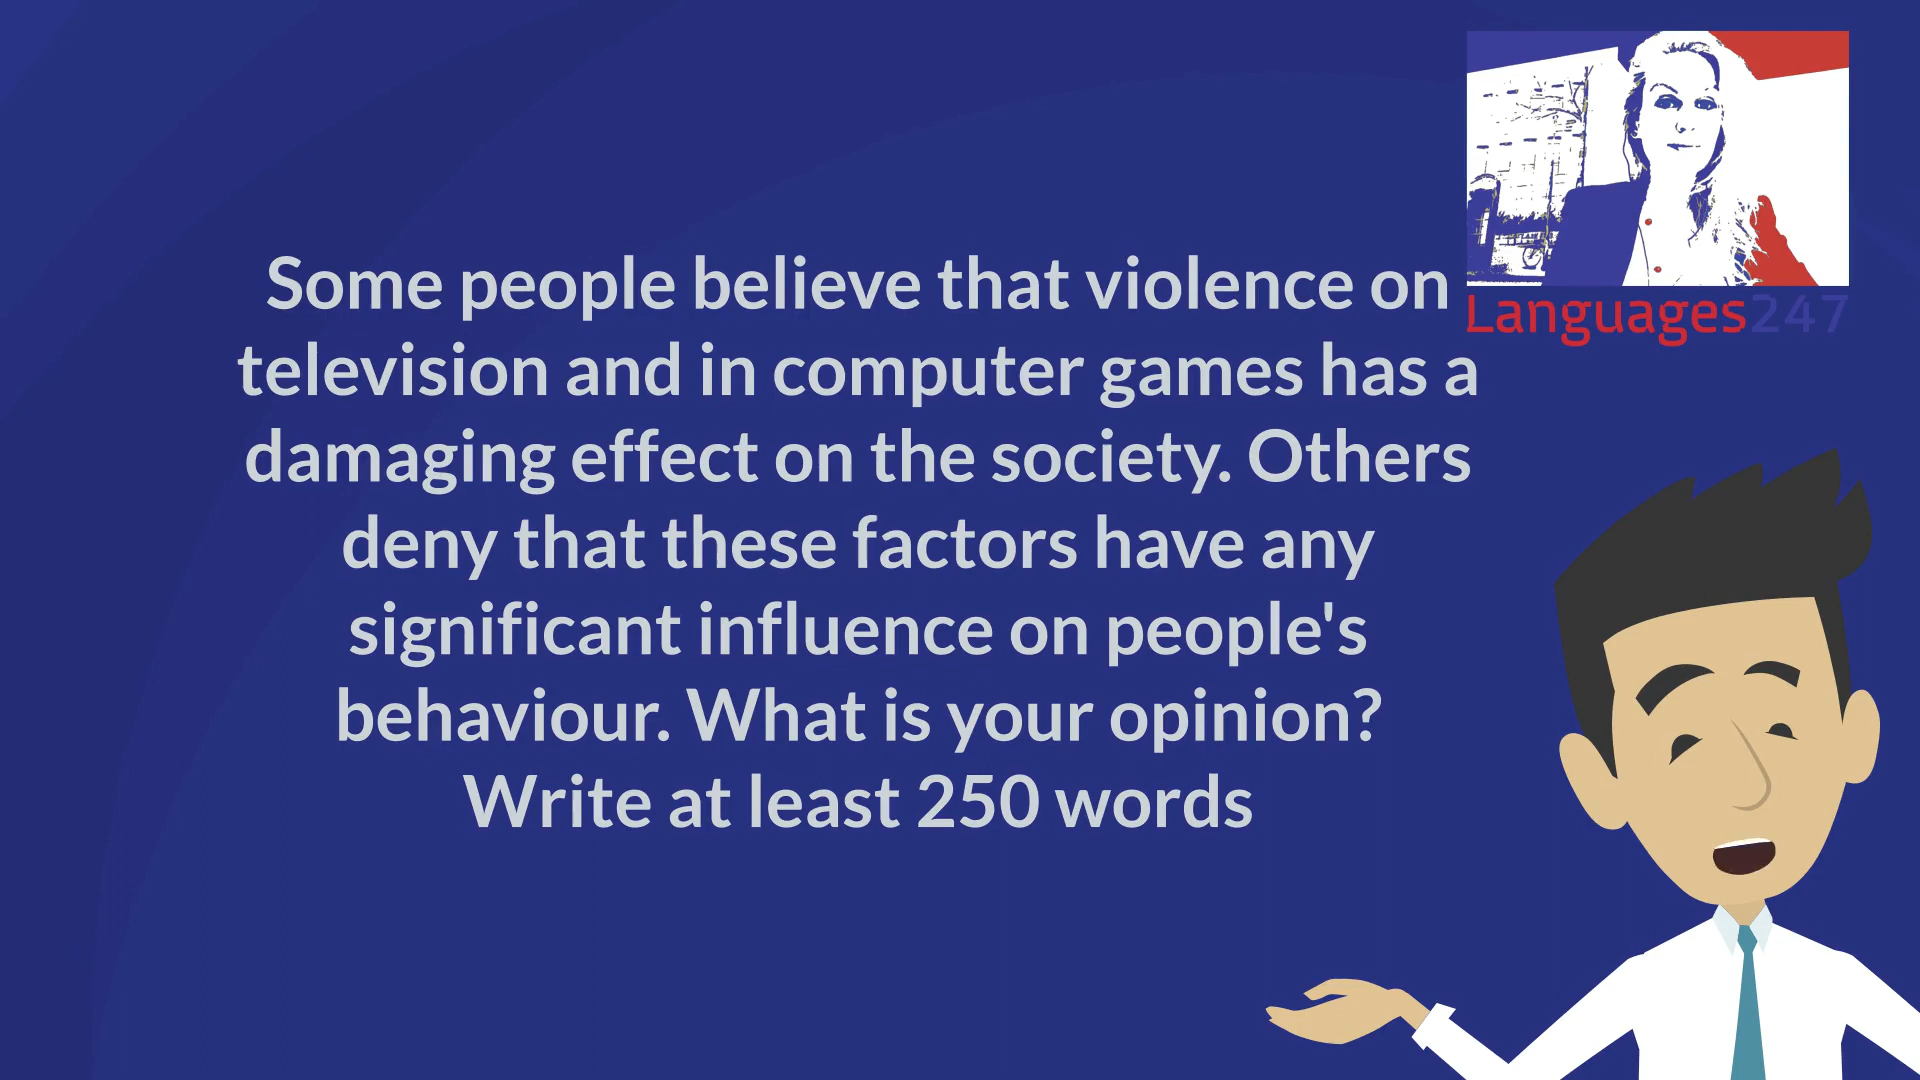 Some people believe that violence on
television and in computer games has a
damaging effect on the society. Others
deny that these factors have any
significant influence on people's
behaviour. What is your opinion?
Write at least 250 words
Languages247